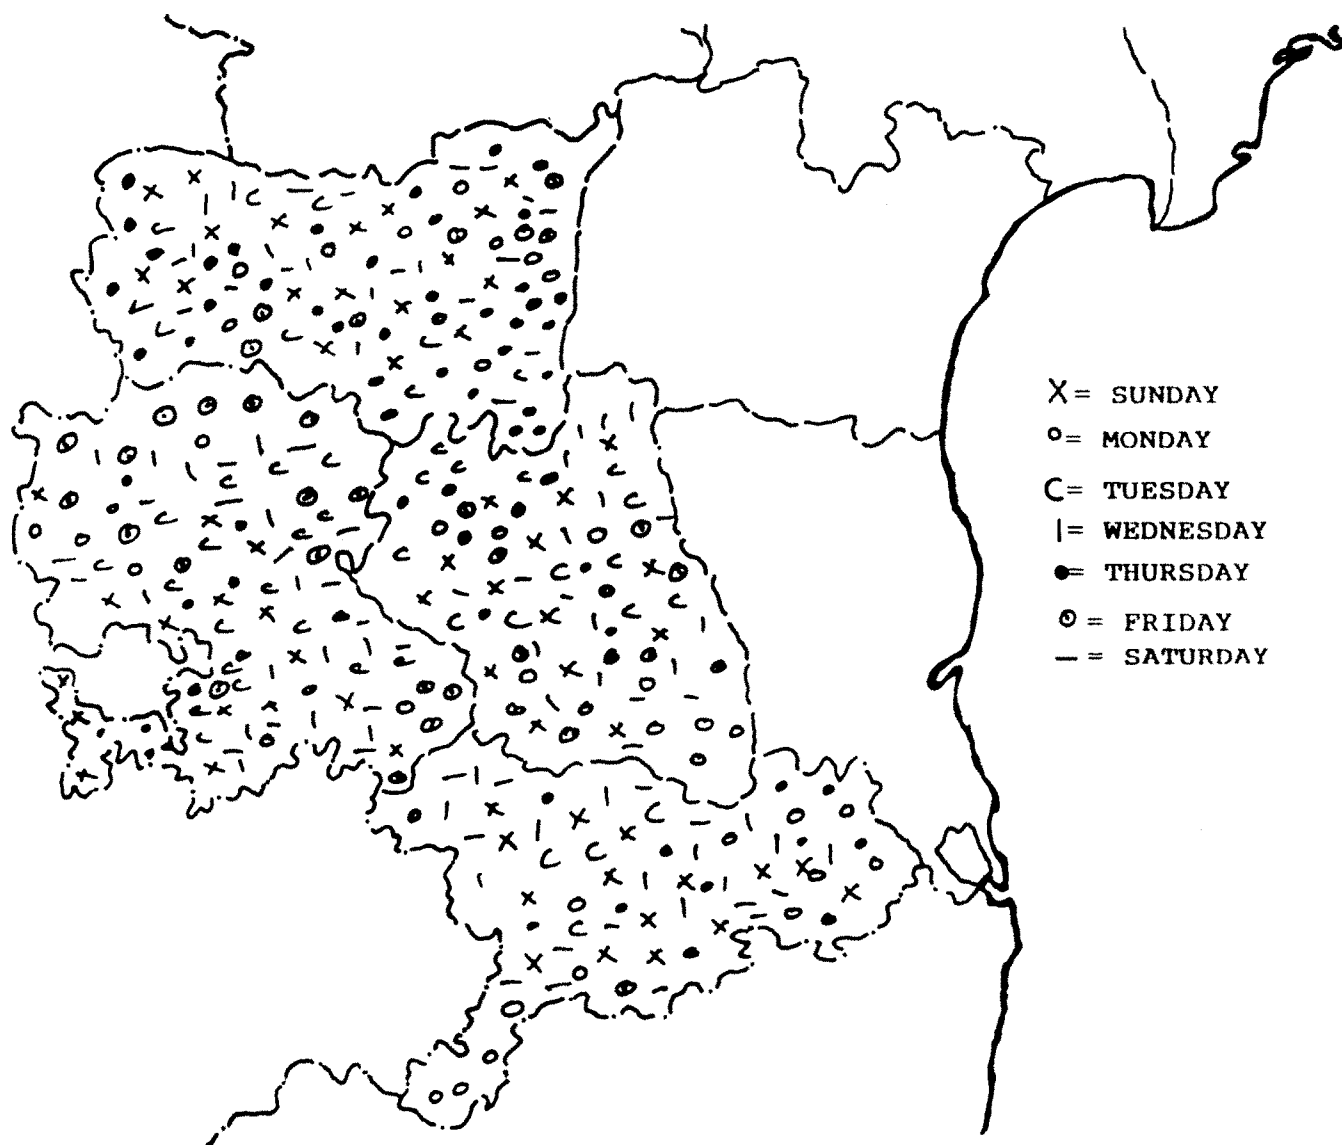 X = SUNDAY
o = MONDAY
C = TUESDAY
| = WEDNESDAY
● = THURSDAY
⊙ = FRIDAY
— = SATURDAY